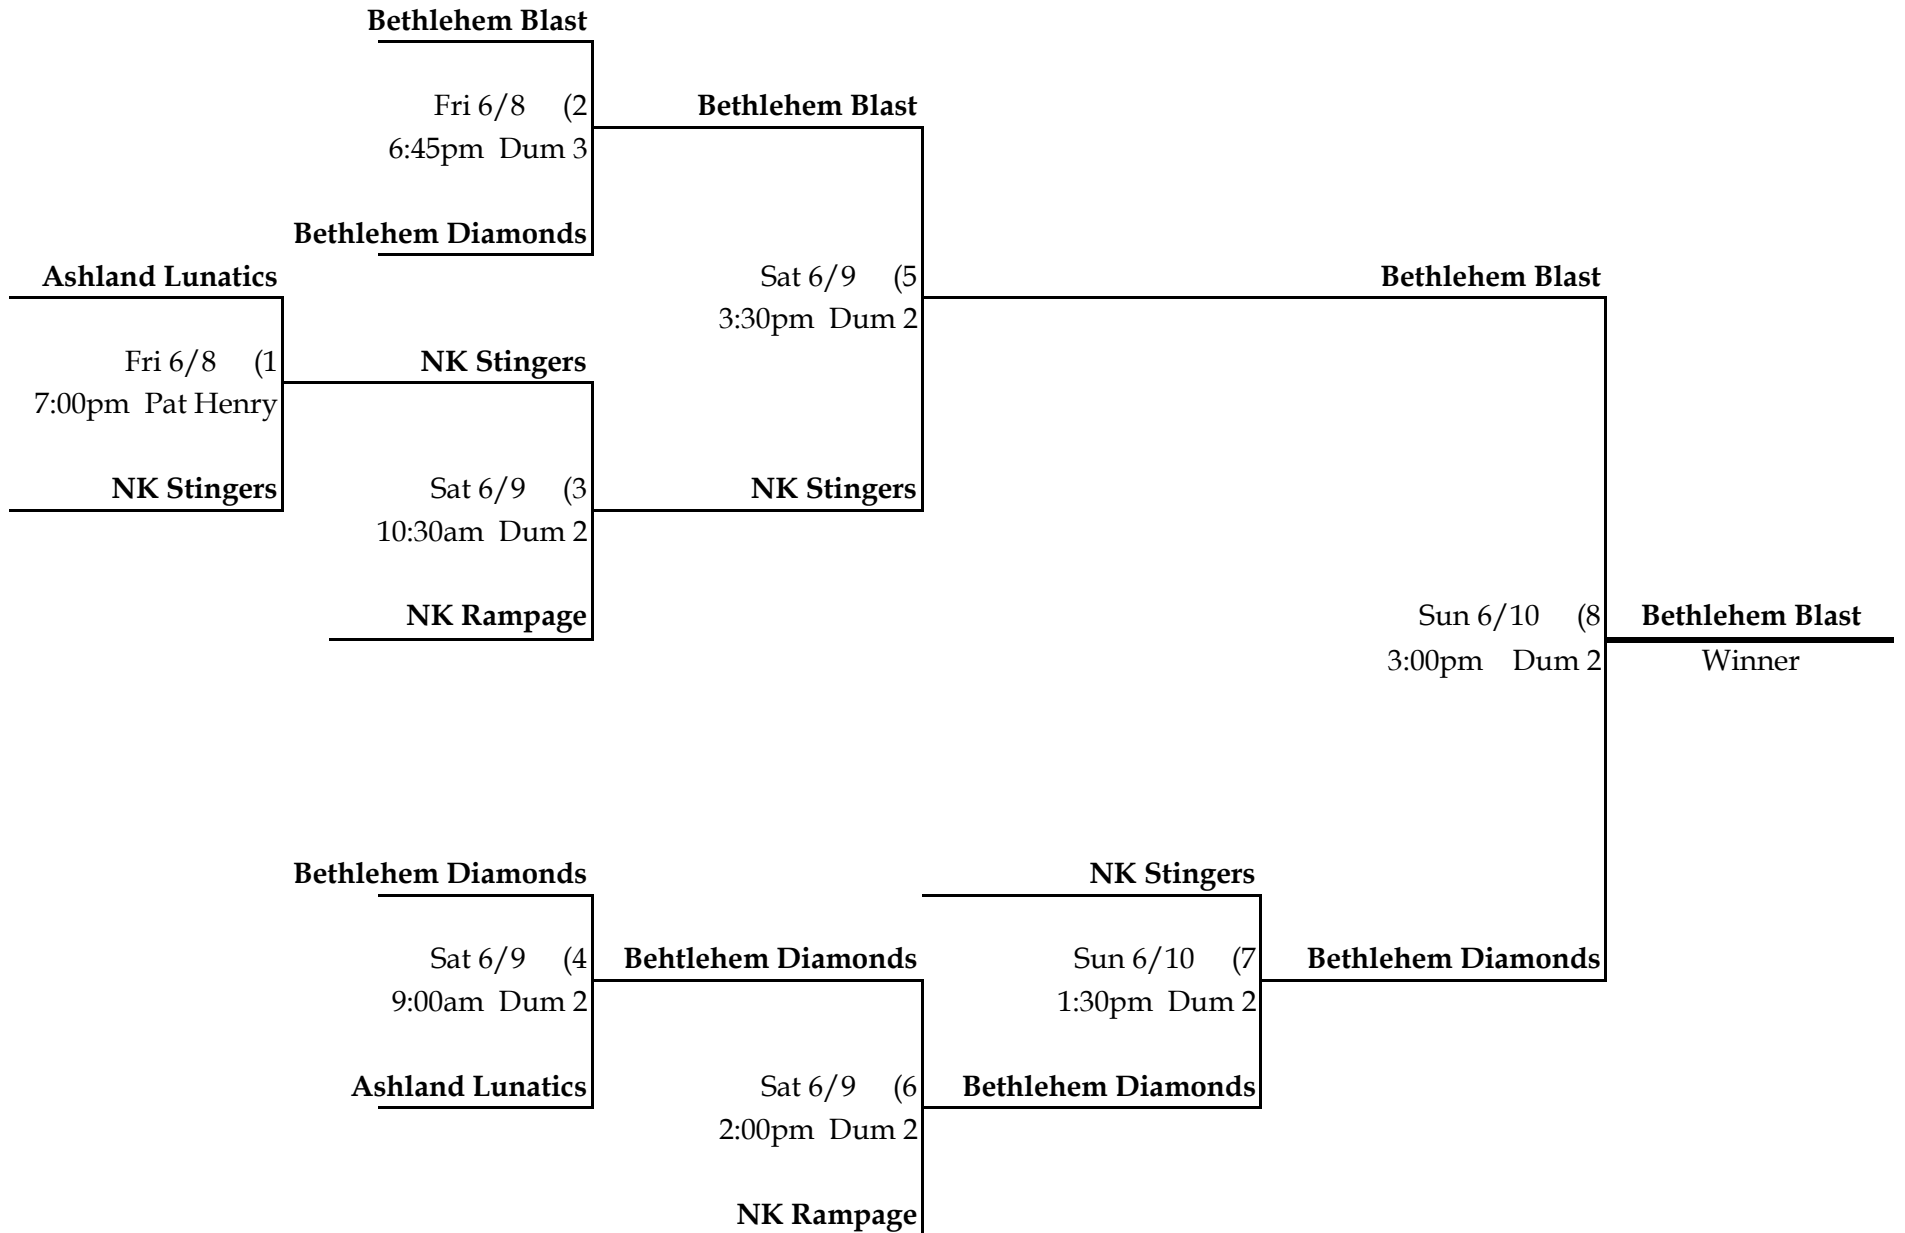 Bethlehem Blast
Fri 6/8 (2
Bethlehem Blast
6:45pm Dum 3
Bethlehem Diamonds
Ashland Lunatics
Sat 6/9 (5
Bethlehem Blast
3:30pm Dum 2
Fri 6/8 (1
NK Stingers
7:00pm Pat Henry
NK Stingers
Sat 6/9 (3
NK Stingers
10:30am Dum 2
NK Rampage
Sun 6/10 (8
Bethlehem Blast
3:00pm Dum 2
Winner
Bethlehem Diamonds
NK Stingers
Sat 6/9 (4
Behtlehem Diamonds
Sun 6/10 (7
Bethlehem Diamonds
9:00am Dum 2
1:30pm Dum 2
Ashland Lunatics
Sat 6/9 (6
Bethlehem Diamonds
2:00pm Dum 2
NK Rampage